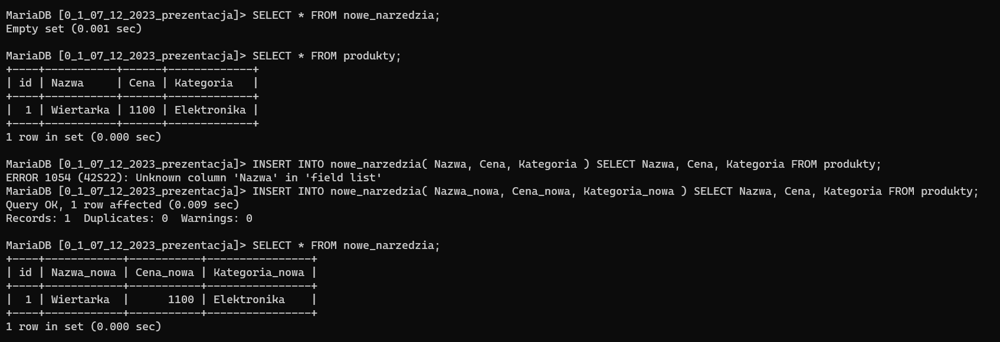 MariaDB [0_1_07_12_2023_prezentacja]> SELECT * FROM nowe_narzedzia;
Empty set (0.001 sec)

MariaDB [0_1_07_12_2023_prezentacja]> SELECT * FROM produkty;
+----+-----------+------+-------------+
| id | Nazwa     | Cena | Kategoria   |
+----+-----------+------+-------------+
|  1 | Wiertarka | 1100 | Elektronika |
+----+-----------+------+-------------+
1 row in set (0.000 sec)

MariaDB [0_1_07_12_2023_prezentacja]> INSERT INTO nowe_narzedzia( Nazwa, Cena, Kategoria ) SELECT Nazwa, Cena, Kategoria FROM produkty;
ERROR 1054 (42S22): Unknown column 'Nazwa' in 'field list'
MariaDB [0_1_07_12_2023_prezentacja]> INSERT INTO nowe_narzedzia( Nazwa_nowa, Cena_nowa, Kategoria_nowa ) SELECT Nazwa, Cena, Kategoria FROM produkty;
Query OK, 1 row affected (0.009 sec)
Records: 1  Duplicates: 0  Warnings: 0

MariaDB [0_1_07_12_2023_prezentacja]> SELECT * FROM nowe_narzedzia;
+----+------------+-----------+----------------+
| id | Nazwa_nowa | Cena_nowa | Kategoria_nowa |
+----+------------+-----------+----------------+
|  1 | Wiertarka  |      1100 | Elektronika    |
+----+------------+-----------+----------------+
1 row in set (0.000 sec)